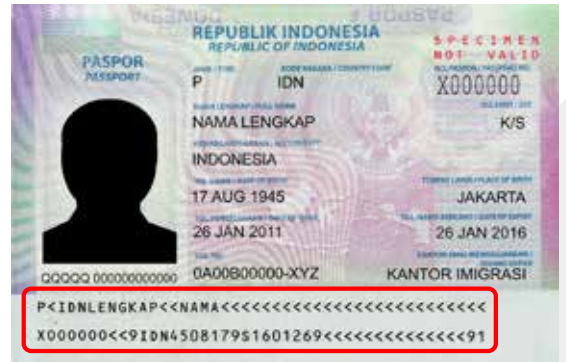 REPUBLIK INDONESIA
REPUBLIC OF INDONESIA
SPECIMEN
NOT VALID
PASPOR
PASSPORT
P IDN X000000
NAMA LENGKAP K/S
INDONESIA
17 AUG 1945 JAKARTA
26 JAN 2011 26 JAN 2016
QQQQQ 000000000000 0A00B00000-XYZ KANTOR IMIGRASI
P<IDNLENGKAP<<NAMA<<<<<<<<<<<<<<<<<<<<<<<<<<
X000000<<9IDN4508179S1601269<<<<<<<<<<<<<<91